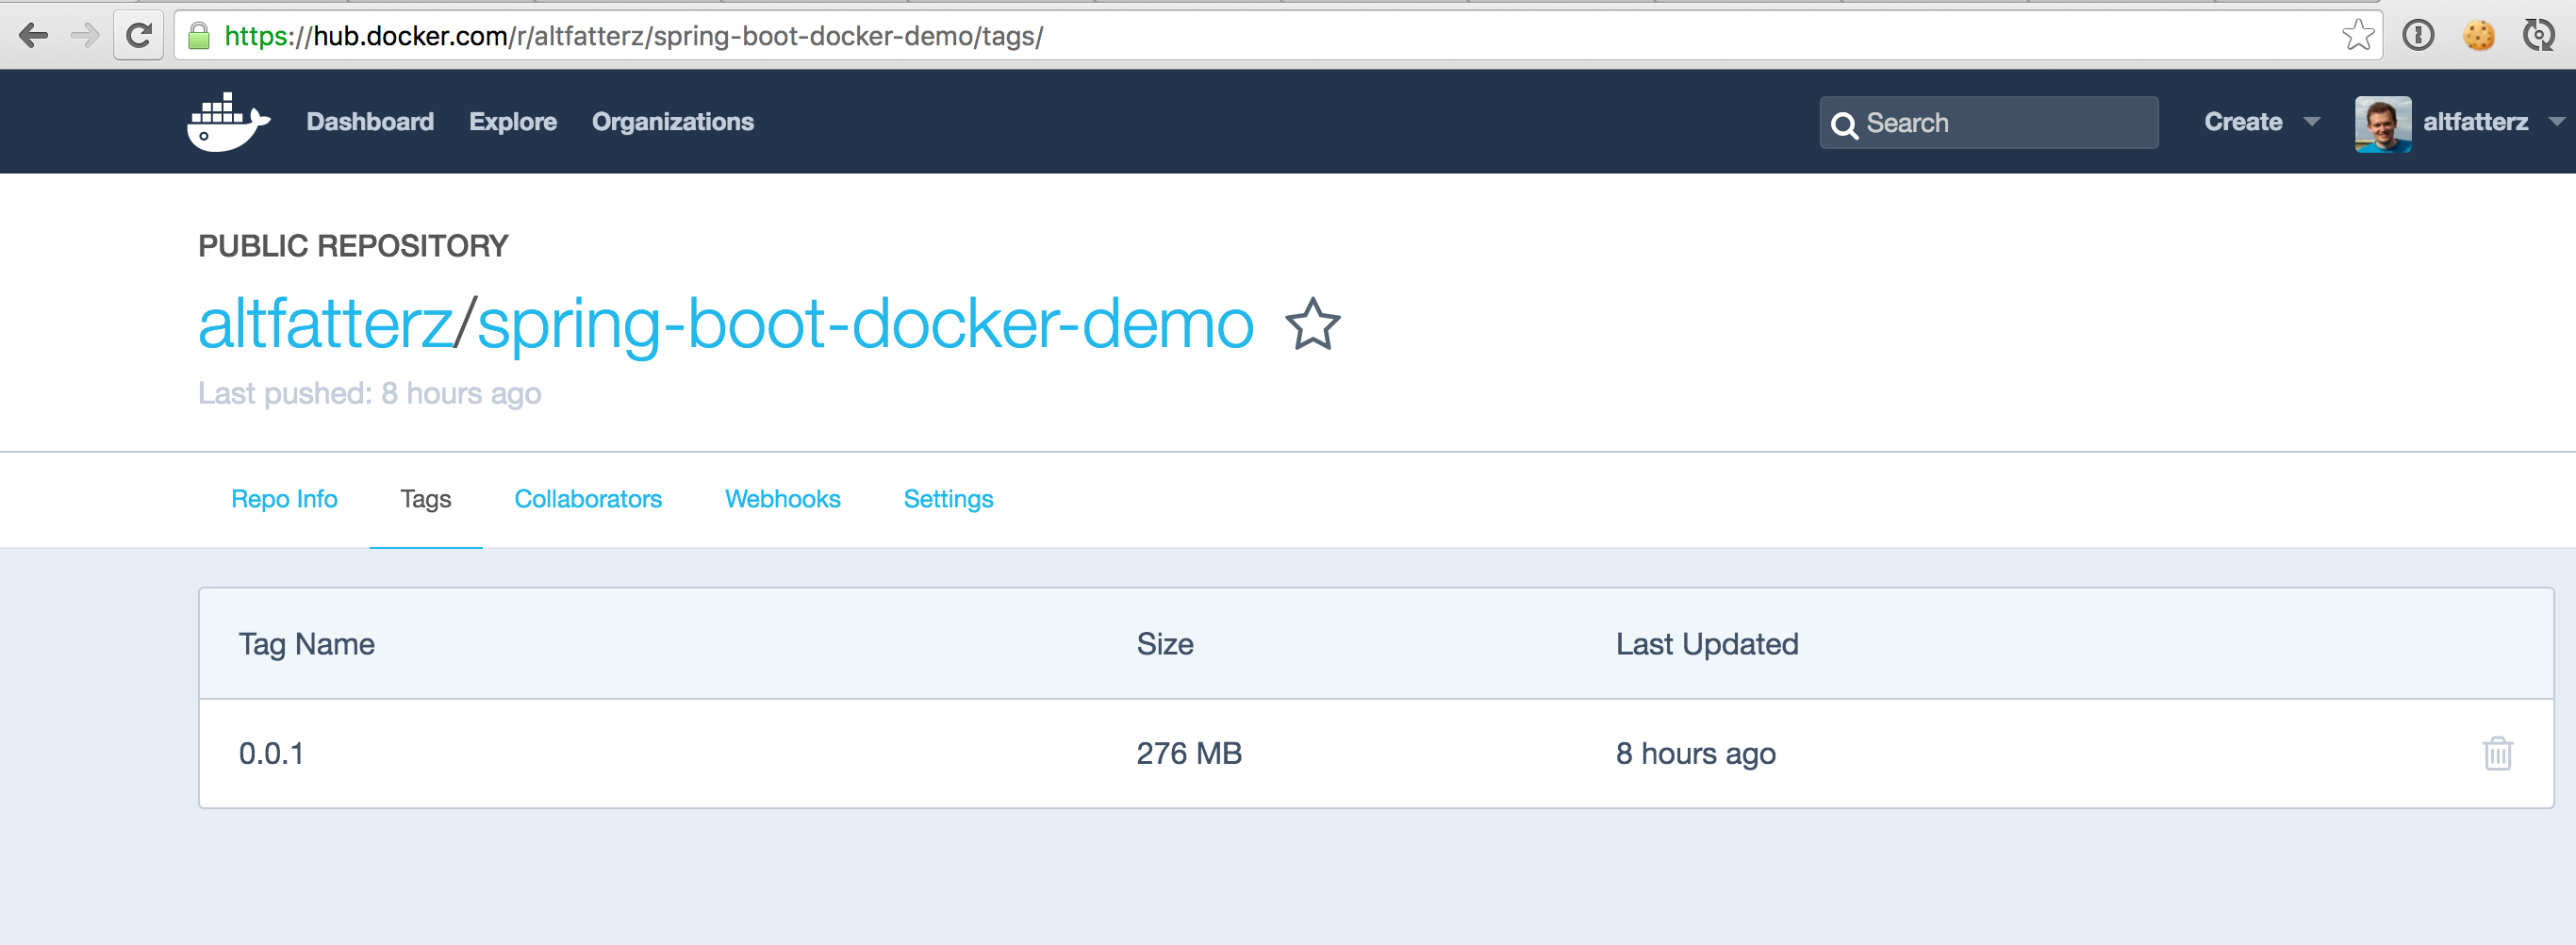 https://hub.docker.com/r/altfatterz/spring-boot-docker-demo/tags/
Dashboard Explore Organizations Search Create altfatterz
PUBLIC REPOSITORY
altfatterz/spring-boot-docker-demo
Last pushed: 8 hours ago
Repo Info Tags Collaborators Webhooks Settings
Tag Name Size Last Updated
0.0.1 276 MB 8 hours ago